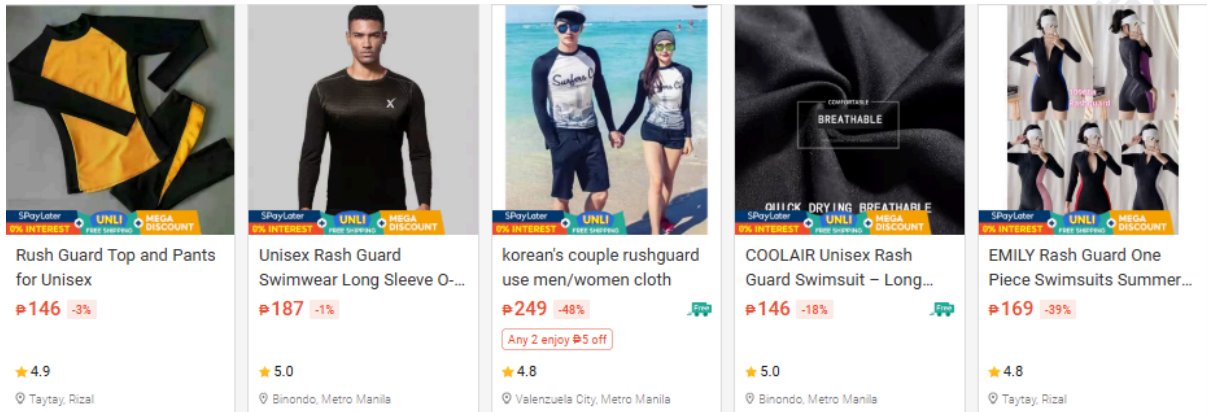 SPayLater
0% INTEREST
UNLI
FREE SHIPPING
MEGA
DISCOUNT
Rush Guard Top and Pants
for Unisex
₱146 -3%
4.9
Taytay, Rizal
X
SPayLater
0% INTEREST
UNLI
FREE SHIPPING
MEGA
DISCOUNT
Unisex Rash Guard
Swimwear Long Sleeve O-...
₱187 -1%
5.0
Binondo, Metro Manila
Surfers
SPayLater
0% INTEREST
UNLI
FREE SHIPPING
MEGA
DISCOUNT
korean's couple rushguard
use men/women cloth
₱249 -48%
Free
Any 2 enjoy ₱5 off
4.8
Valenzuela City, Metro Manila
COMFORTABLE
BREATHABLE
QUICK DRYING BREATHABLE
SPayLater
0% INTEREST
UNLI
FREE SHIPPING
MEGA
DISCOUNT
COOLAIR Unisex Rash
Guard Swimsuit – Long...
₱146 -18%
Free
5.0
Binondo, Metro Manila
SPayLater
0% INTEREST
UNLI
FREE SHIPPING
MEGA
DISCOUNT
EMILY Rash Guard One
Piece Swimsuits Summer...
₱169 -39%
4.8
Taytay, Rizal